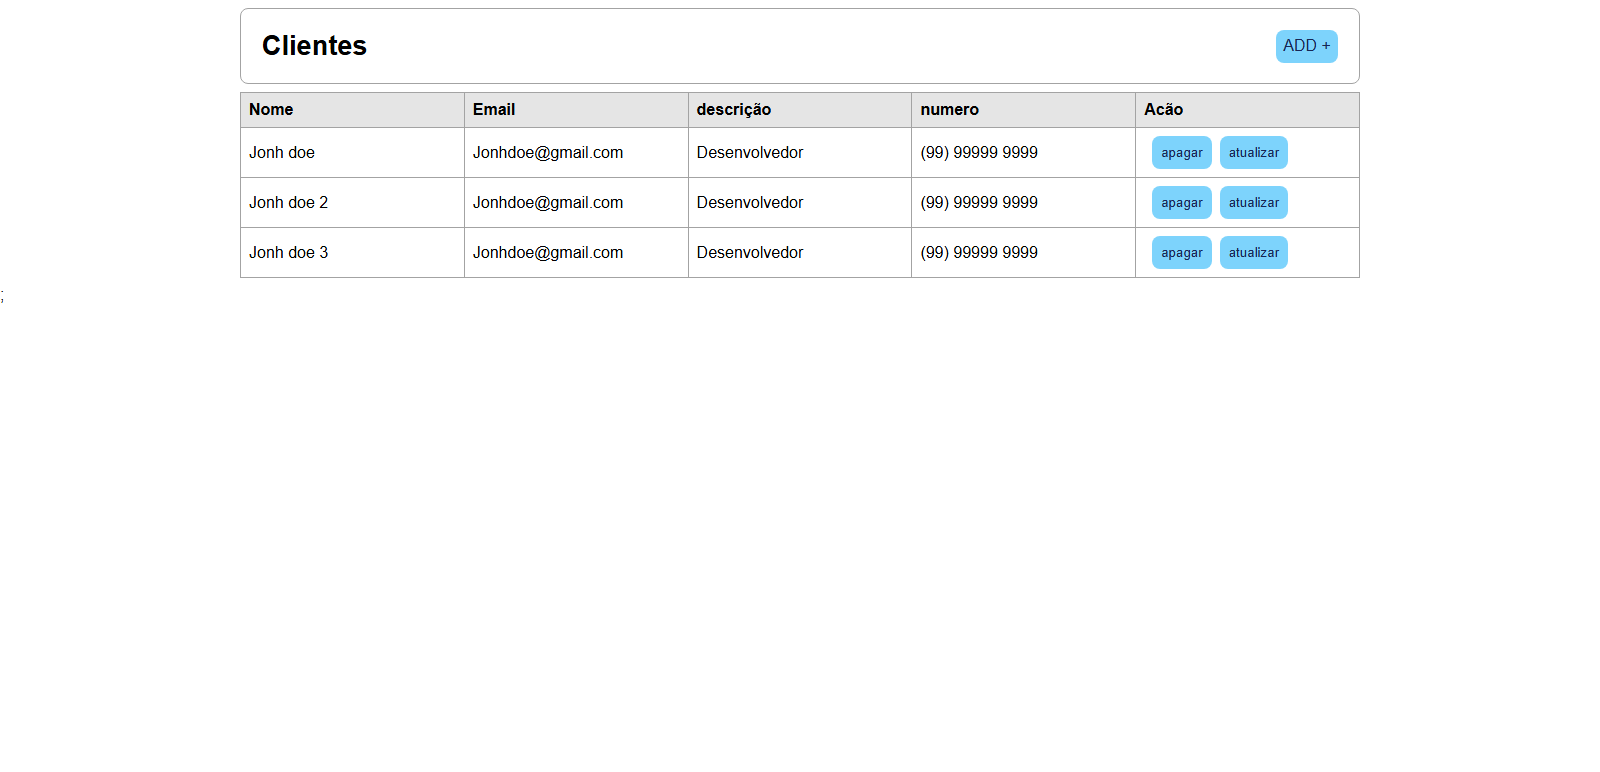 Clientes ADD +
Nome Email descrição numero Acão
Jonh doe Jonhdoe@gmail.com Desenvolvedor (99) 99999 9999 apagar atualizar
Jonh doe 2 Jonhdoe@gmail.com Desenvolvedor (99) 99999 9999 apagar atualizar
Jonh doe 3 Jonhdoe@gmail.com Desenvolvedor (99) 99999 9999 apagar atualizar
;